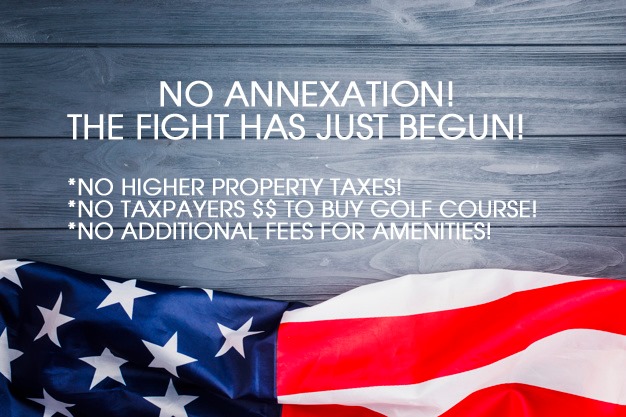 NO ANNEXATION!
THE FIGHT HAS JUST BEGUN!
*NO HIGHER PROPERTY TAXES!
*NO TAXPAYERS $$ TO BUY GOLF COURSE!
*NO ADDITIONAL FEES FOR AMENITIES!